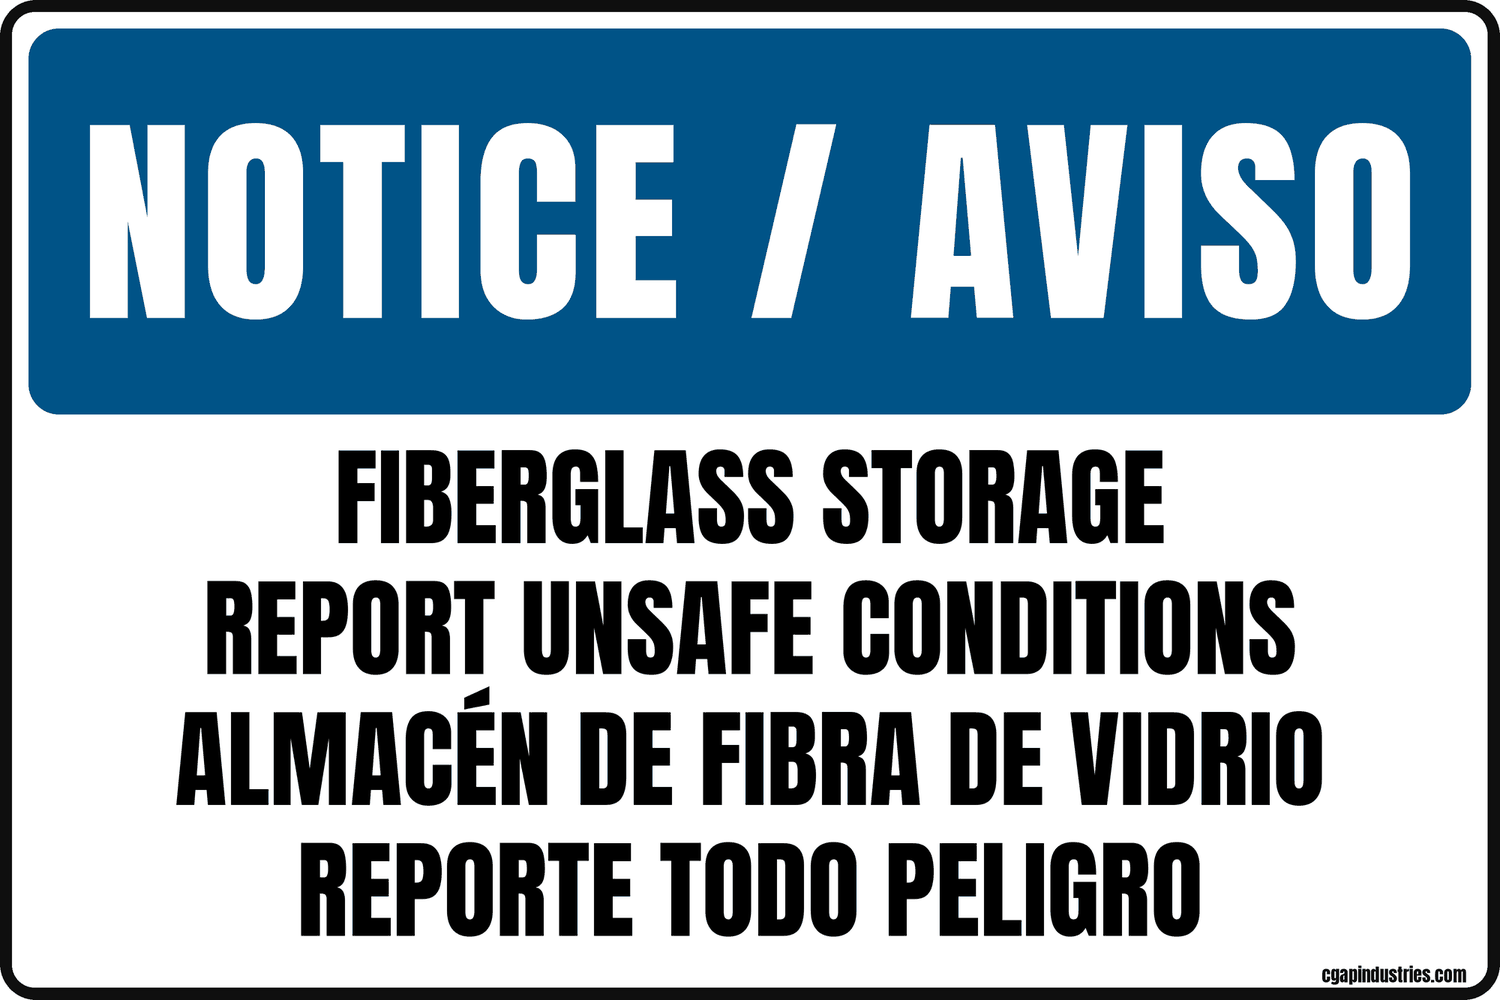 NOTICE / AVISO
FIBERGLASS STORAGE
REPORT UNSAFE CONDITIONS
ALMACÉN DE FIBRA DE VIDRIO
REPORTE TODO PELIGRO
cgapindustries.com